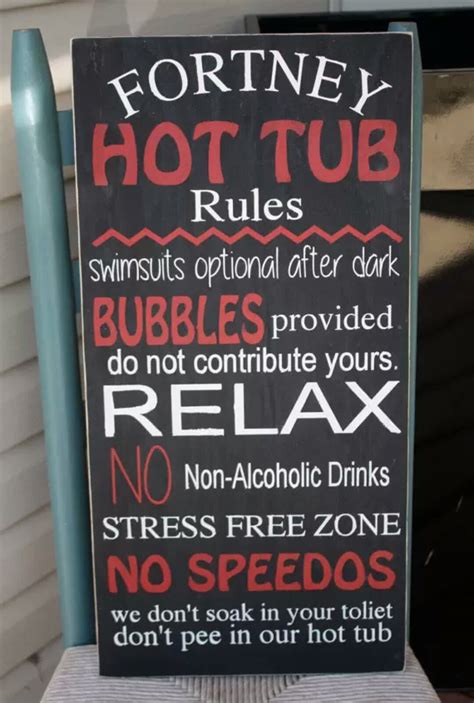 FORTNEY
HOT TUB
Rules
swimsuits optional after dark
BUBBLES provided
do not contribute yours.
RELAX
NO Non-Alcoholic Drinks
STRESS FREE ZONE
NO SPEEDOS
we don't soak in your toliet
don't pee in our hot tub